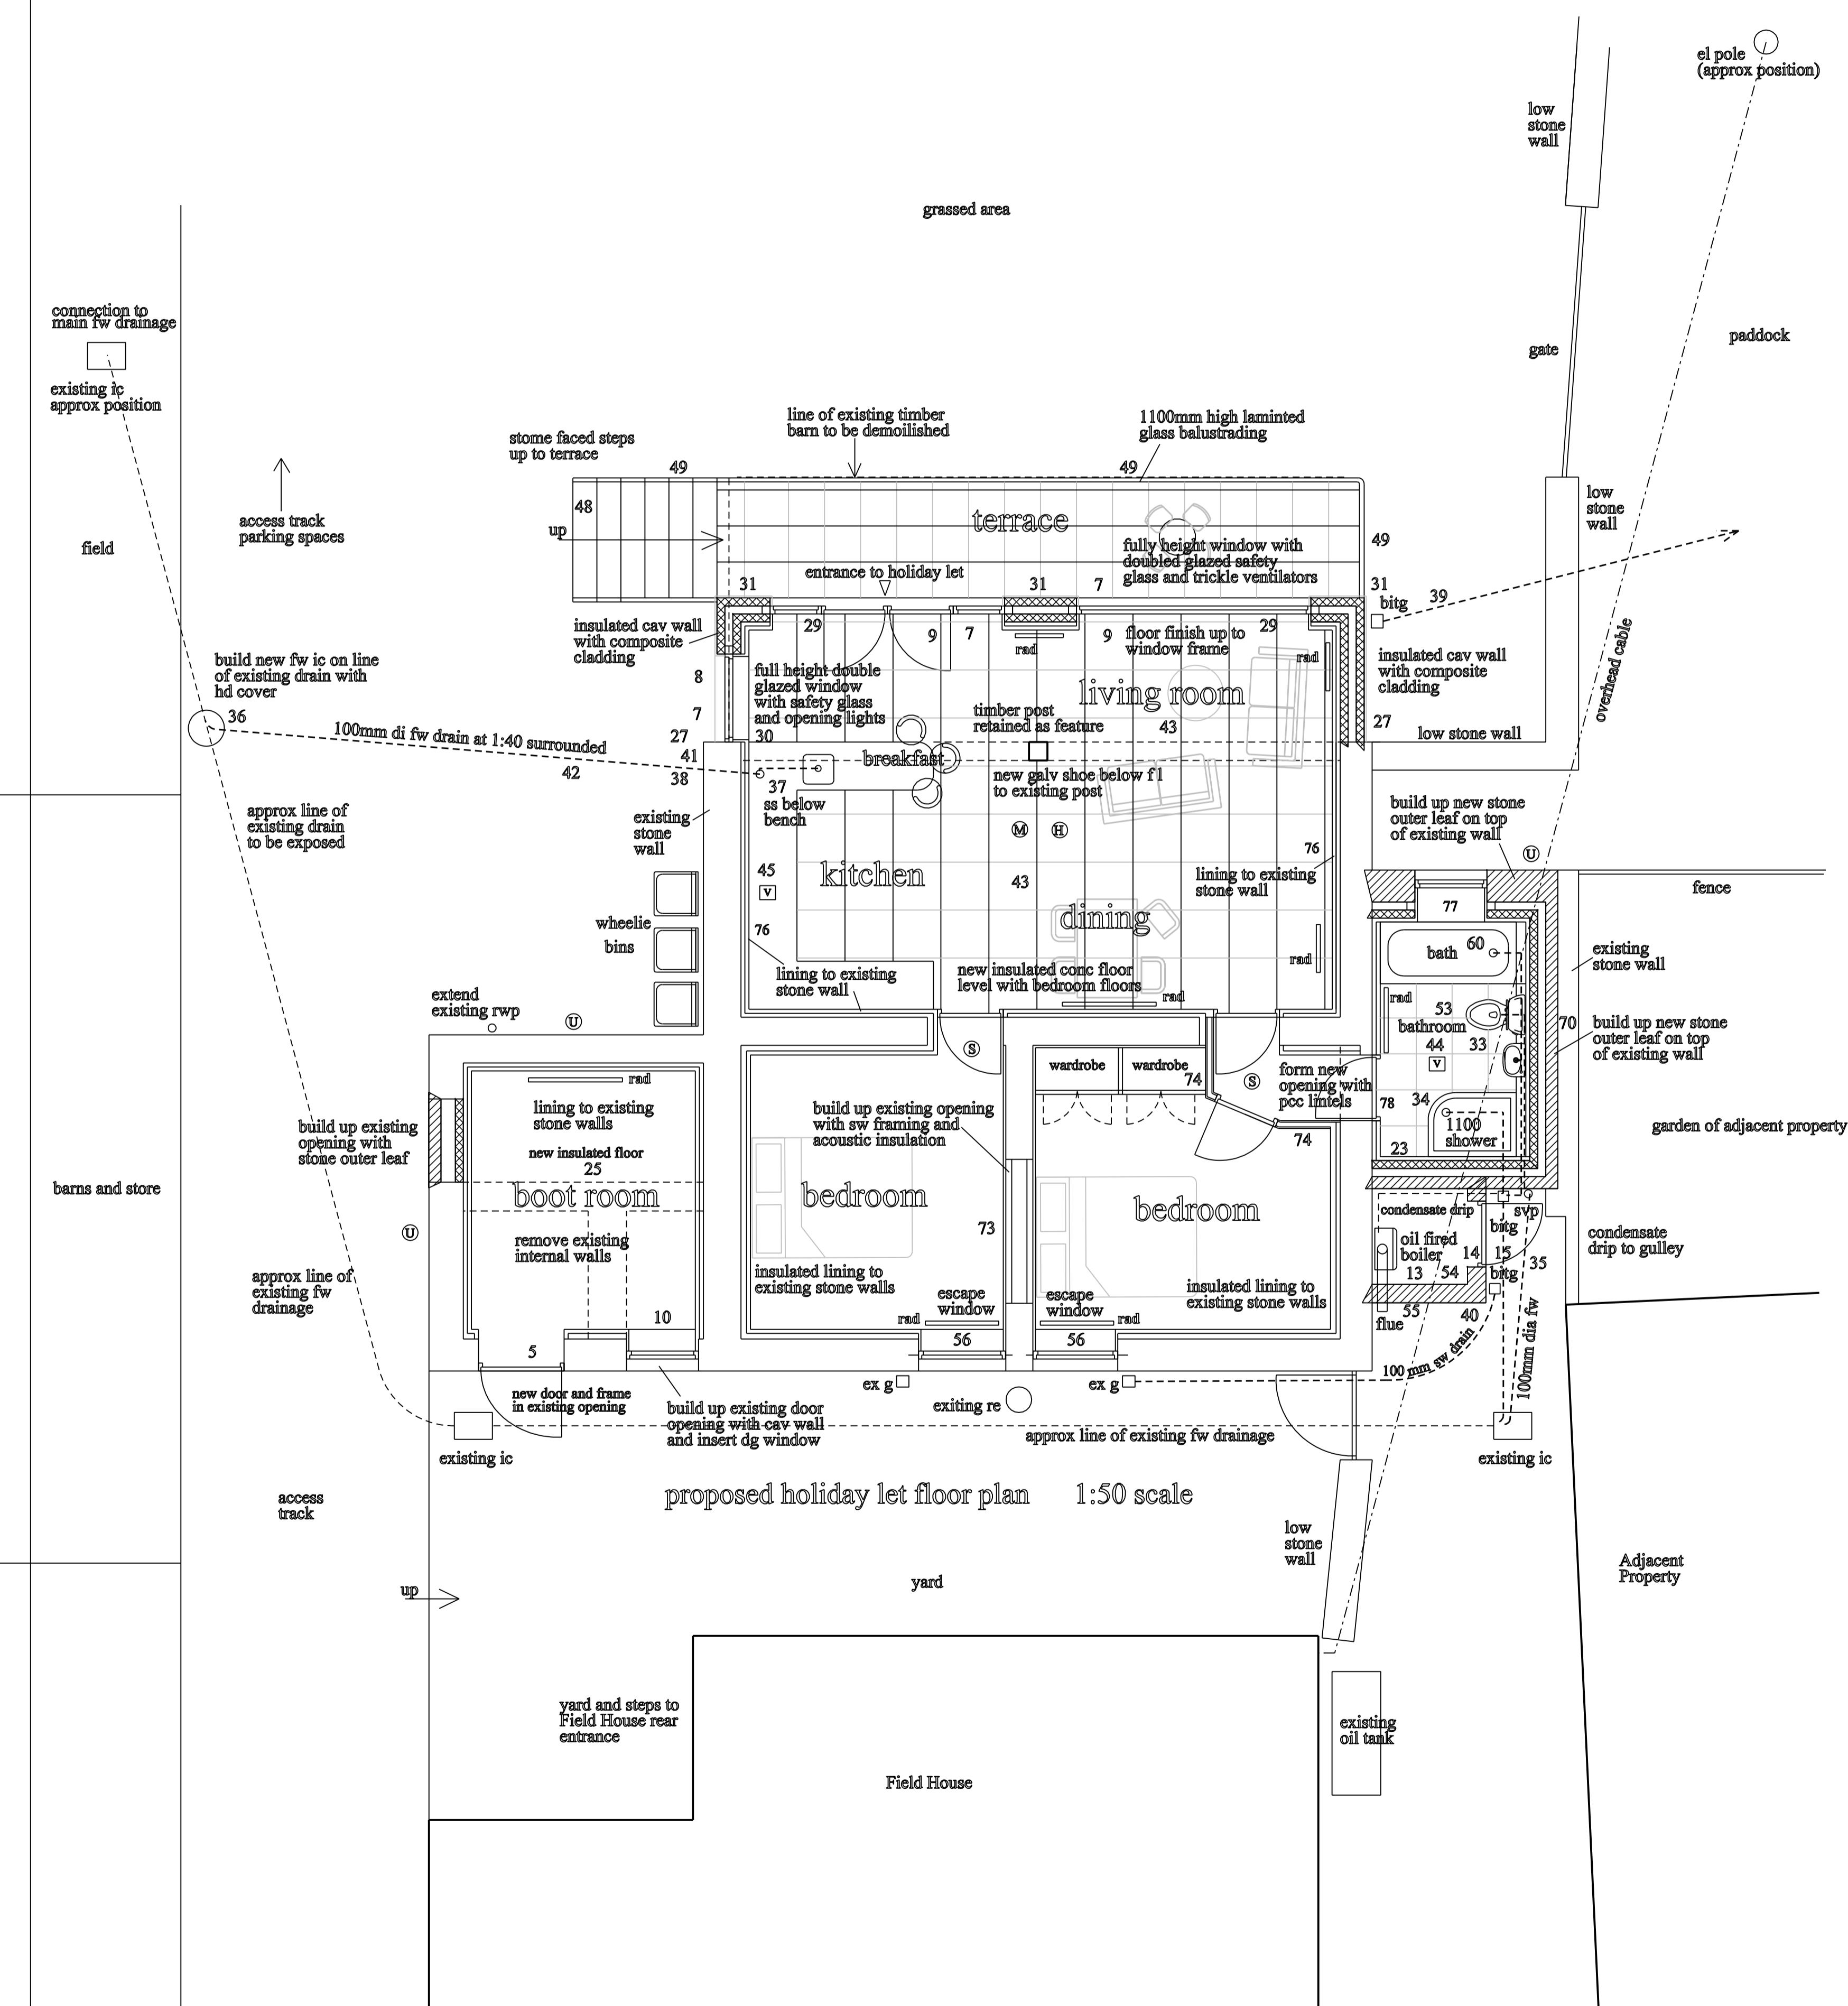 el pole
(approx position)
low
stone
wall
grassed area
connection to
main fw drainage
existing ic
approx position
gate
paddock
overhead cable
line of existing timber
barn to be demoilished
1100mm high laminted
glass balustrading
stome faced steps
up to terrace
49
49
48
up
terrace
49
access track
parking spaces
field
low
stone
wall
fully height window with
doubled glazed safety
glass and trickle ventilators
entrance to holiday let
31
31
7
31
bitg
39
insulated cav wall
with composite
cladding
29
9
7
rad
9
floor finish up to
window frame
29
rad
insulated cav wall
with composite
cladding
27
low stone wall
build new fw ic on line
of existing drain with
hd cover
36
100mm di fw drain at 1:40 surrounded
42
8
7
27
41
38
full height double
glazed window
with safety glass
and opening lights
30
living room
43
timber post
retained as feature
breakfast
new galv shoe below f l
to existing post
37
ss below
bench
M
H
approx line of
existing drain
to be exposed
existing
stone
wall
build up new stone
outer leaf on top
of existing wall
U
fence
45
v
kitchen
43
76
lining to existing
stone wall
dining
77
wheelie
bins
76
lining to existing
stone wall
new insulated conc floor
level with bedroom floors
rad
rad
bath
60
existing
stone wall
extend
existing rwp
U
rad
53
bathroom
44
v
33
70
build up new stone
outer leaf on top
of existing wall
S
wardrobe
wardrobe
74
S
form new
opening with
pcc lintels
78
34
1100
shower
23
74
garden of adjacent property
rad
lining to existing
stone walls
new insulated floor
25
boot room
remove existing
internal walls
10
5
build up existing
opening with
stone outer leaf
barns and store
U
build up existing opening
with sw framing and
acoustic insulation
bedroom
73
bedroom
insulated lining to
existing stone walls
escape
window
rad
56
escape
window
rad
56
insulated lining to
existing stone walls
condensate drip
svp
bitg
oil fired
boiler
14
15
13
54
bitg
35
condensate
drip to gulley
flue
55
40
100 mm sw drain
100mm dia fw
approx line of
existing fw
drainage
new door and frame
in existing opening
build up existing door
opening with cav wall
and insert dg window
ex g
exiting re
ex g
approx line of existing fw drainage
existing ic
existing ic
proposed holiday let floor plan 1:50 scale
access
track
low
stone
wall
Adjacent
Property
yard
up
yard and steps to
Field House rear
entrance
existing
oil tank
Field House